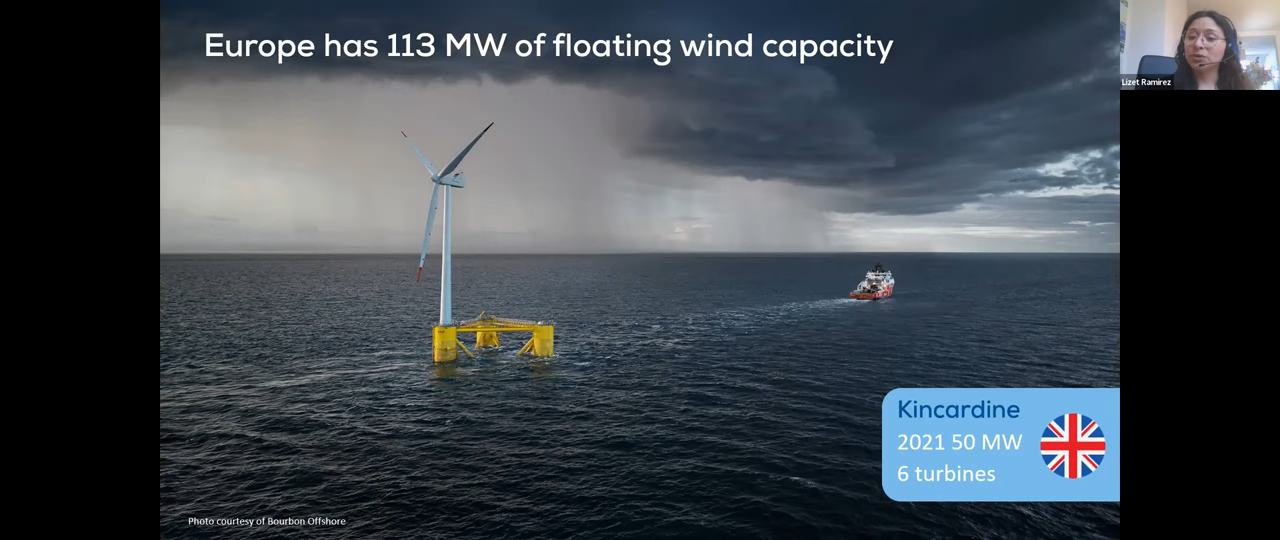 Europe has 113 MW of floating wind capacity
Lizet Ramirez
Kincardine
2021 50 MW
6 turbines
Photo courtesy of Bourbon Offshore